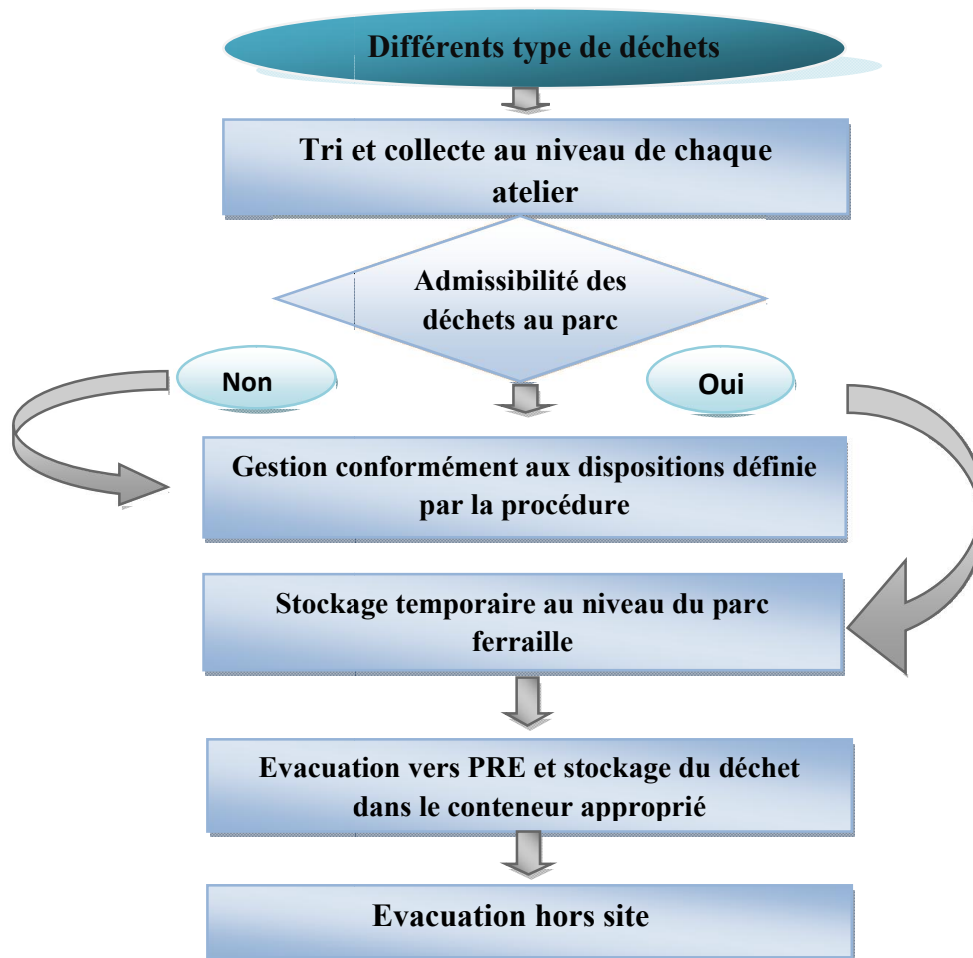 Différents type de déchets
Tri et collecte au niveau de chaque
atelier
Admissibilité des
déchets au parc
Non
Oui
Gestion conformément aux dispositions définie
par la procédure
Stockage temporaire au niveau du parc
ferraille
Evacuation vers PRE et stockage du déchet
dans le conteneur approprié
Evacuation hors site